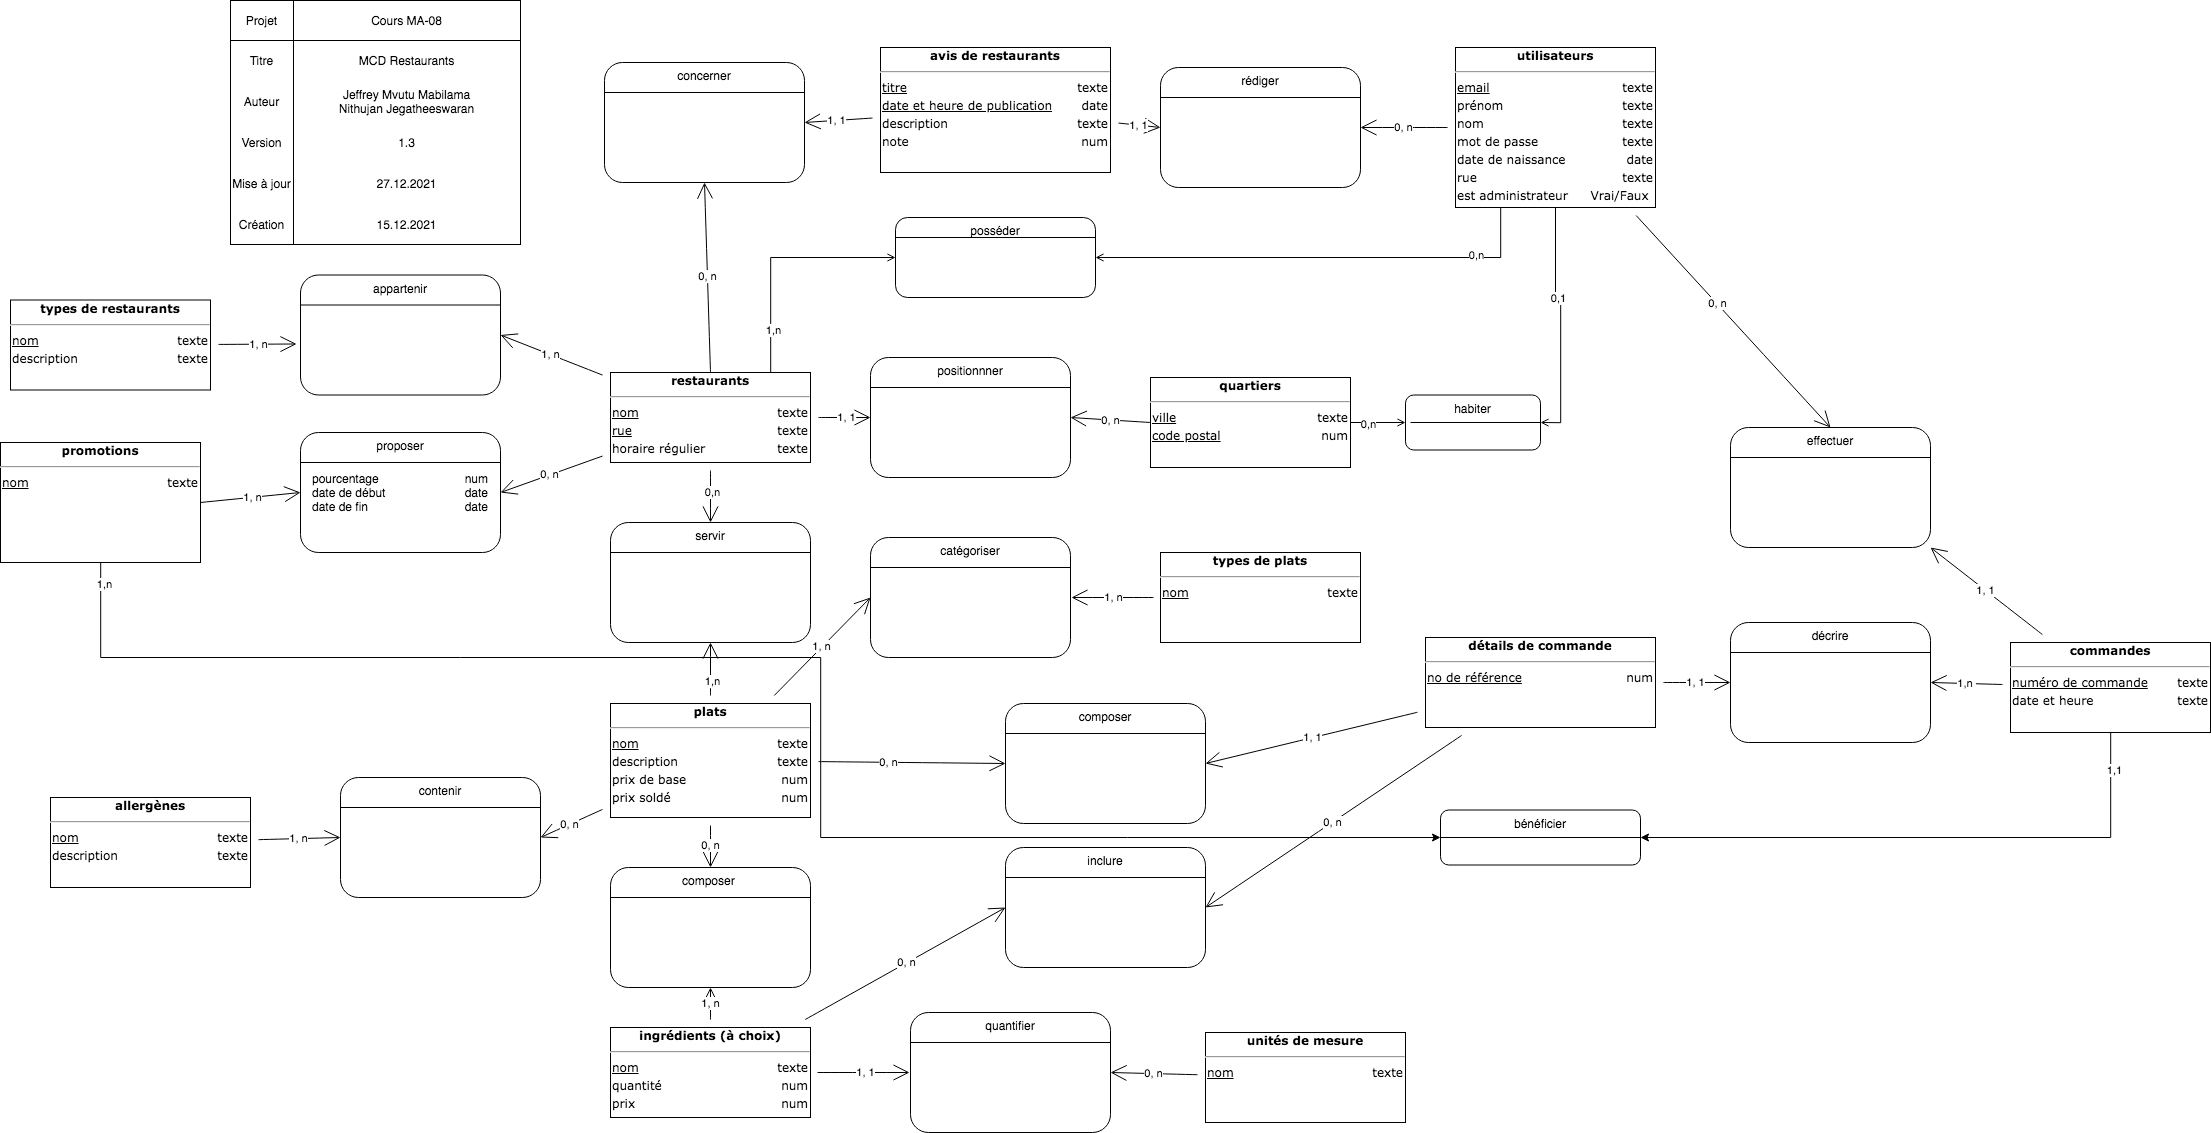 Projet Cours MA-08
Titre MCD Restaurants
Auteur Jeffrey Mvutu Mabilama
Nithujan Jegatheeswaran
Version 1.3
Mise à jour 27.12.2021
Création 15.12.2021
concerner
1, 1
avis de restaurants
titre texte
date et heure de publication date
description texte
note num
1, 1
rédiger
0, n
utilisateurs
email texte
prénom texte
nom texte
mot de passe texte
date de naissance date
rue texte
est administrateur Vrai/Faux
posséder
0,n
0, n
1,n
0,1
0, n
types de restaurants
nom texte
description texte
1, n
appartenir
1, n
restaurants
nom texte
rue texte
horaire régulier texte
1, 1
positionnner
0, n
quartiers
ville texte
code postal num
0,n
habiter
effectuer
promotions
nom texte
1, n
proposer
pourcentage num
date de début date
date de fin date
0, n
0,n
1,n
servir
catégoriser
1, n
types de plats
nom texte
1, n
1, 1
1,n
détails de commande
no de référence num
1, 1
décrire
1,n
commandes
numéro de commande texte
date et heure texte
plats
nom texte
description texte
prix de base num
prix soldé num
0, n
composer
1, 1
1,1
allergènes
nom texte
description texte
1, n
contenir
0, n
0, n
composer
1, n
inclure
0, n
0, n
bénéficier
ingrédients (à choix)
nom texte
quantité num
prix num
1, 1
quantifier
0, n
unités de mesure
nom texte